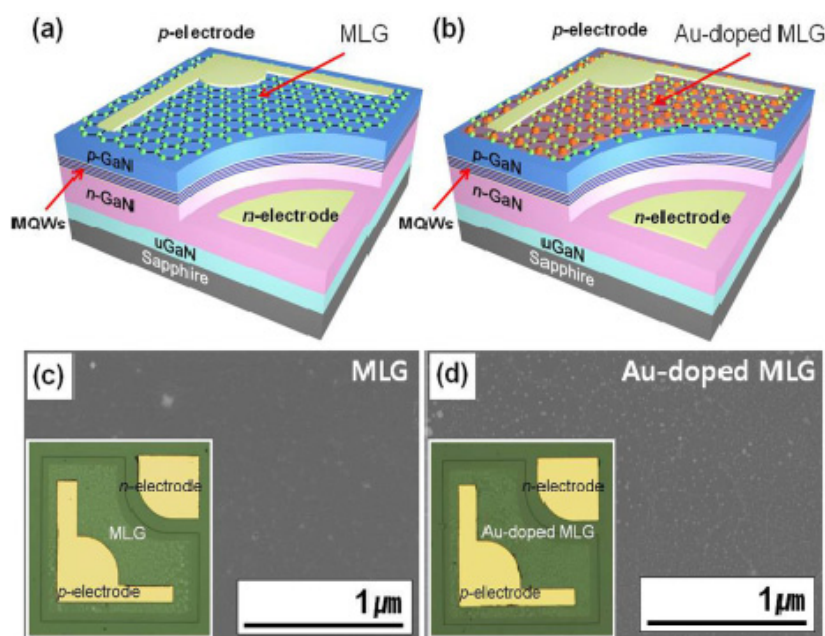 (a)
p-electrode
MLG
p-GaN
n-GaN
MQWs
n-electrode
uGaN
Sapphire
(b)
p-electrode
Au-doped MLG
p-GaN
n-GaN
MQWs
n-electrode
uGaN
Sapphire
(c)
MLG
n-electrode
MLG
p-electrode
1㎛
(d)
Au-doped MLG
n-electrode
Au-doped MLG
p-electrode
1㎛